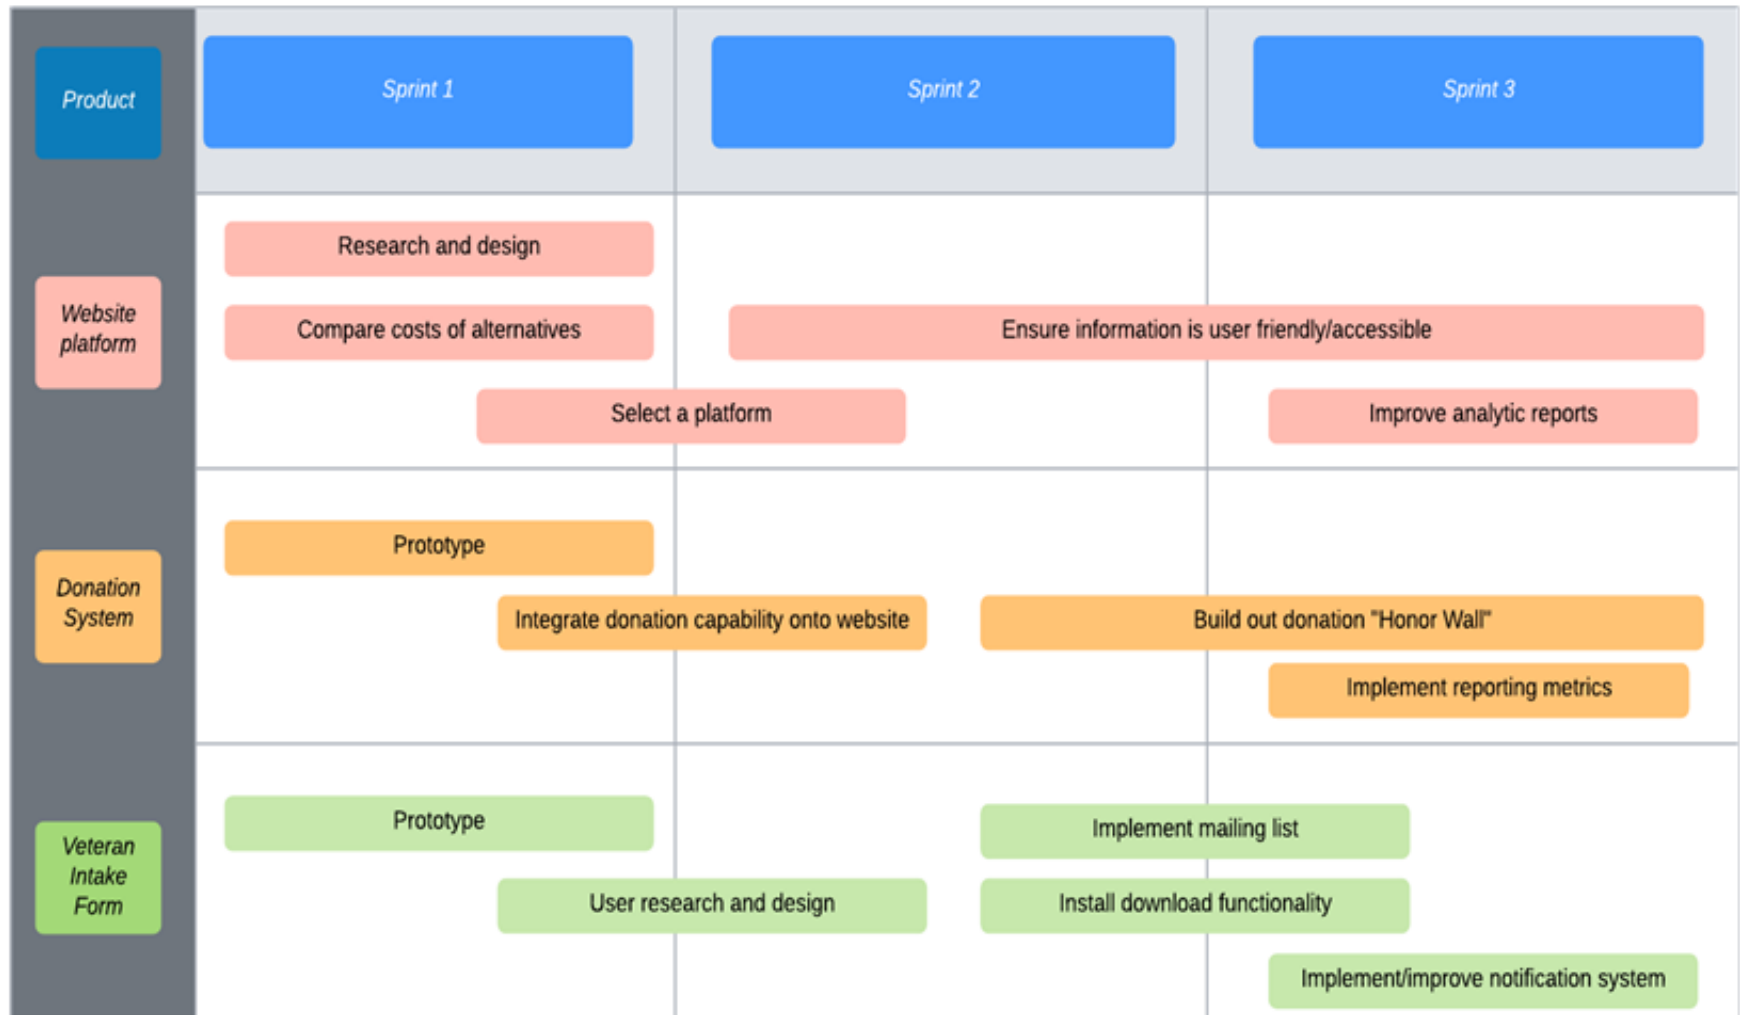 Product
Sprint 1
Sprint 2
Sprint 3
Website
platform
Research and design
Compare costs of alternatives
Ensure information is user friendly/accessible
Select a platform
Improve analytic reports
Donation
System
Prototype
Integrate donation capability onto website
Build out donation "Honor Wall"
Implement reporting metrics
Veteran
Intake
Form
Prototype
Implement mailing list
User research and design
Install download functionality
Implement/improve notification system